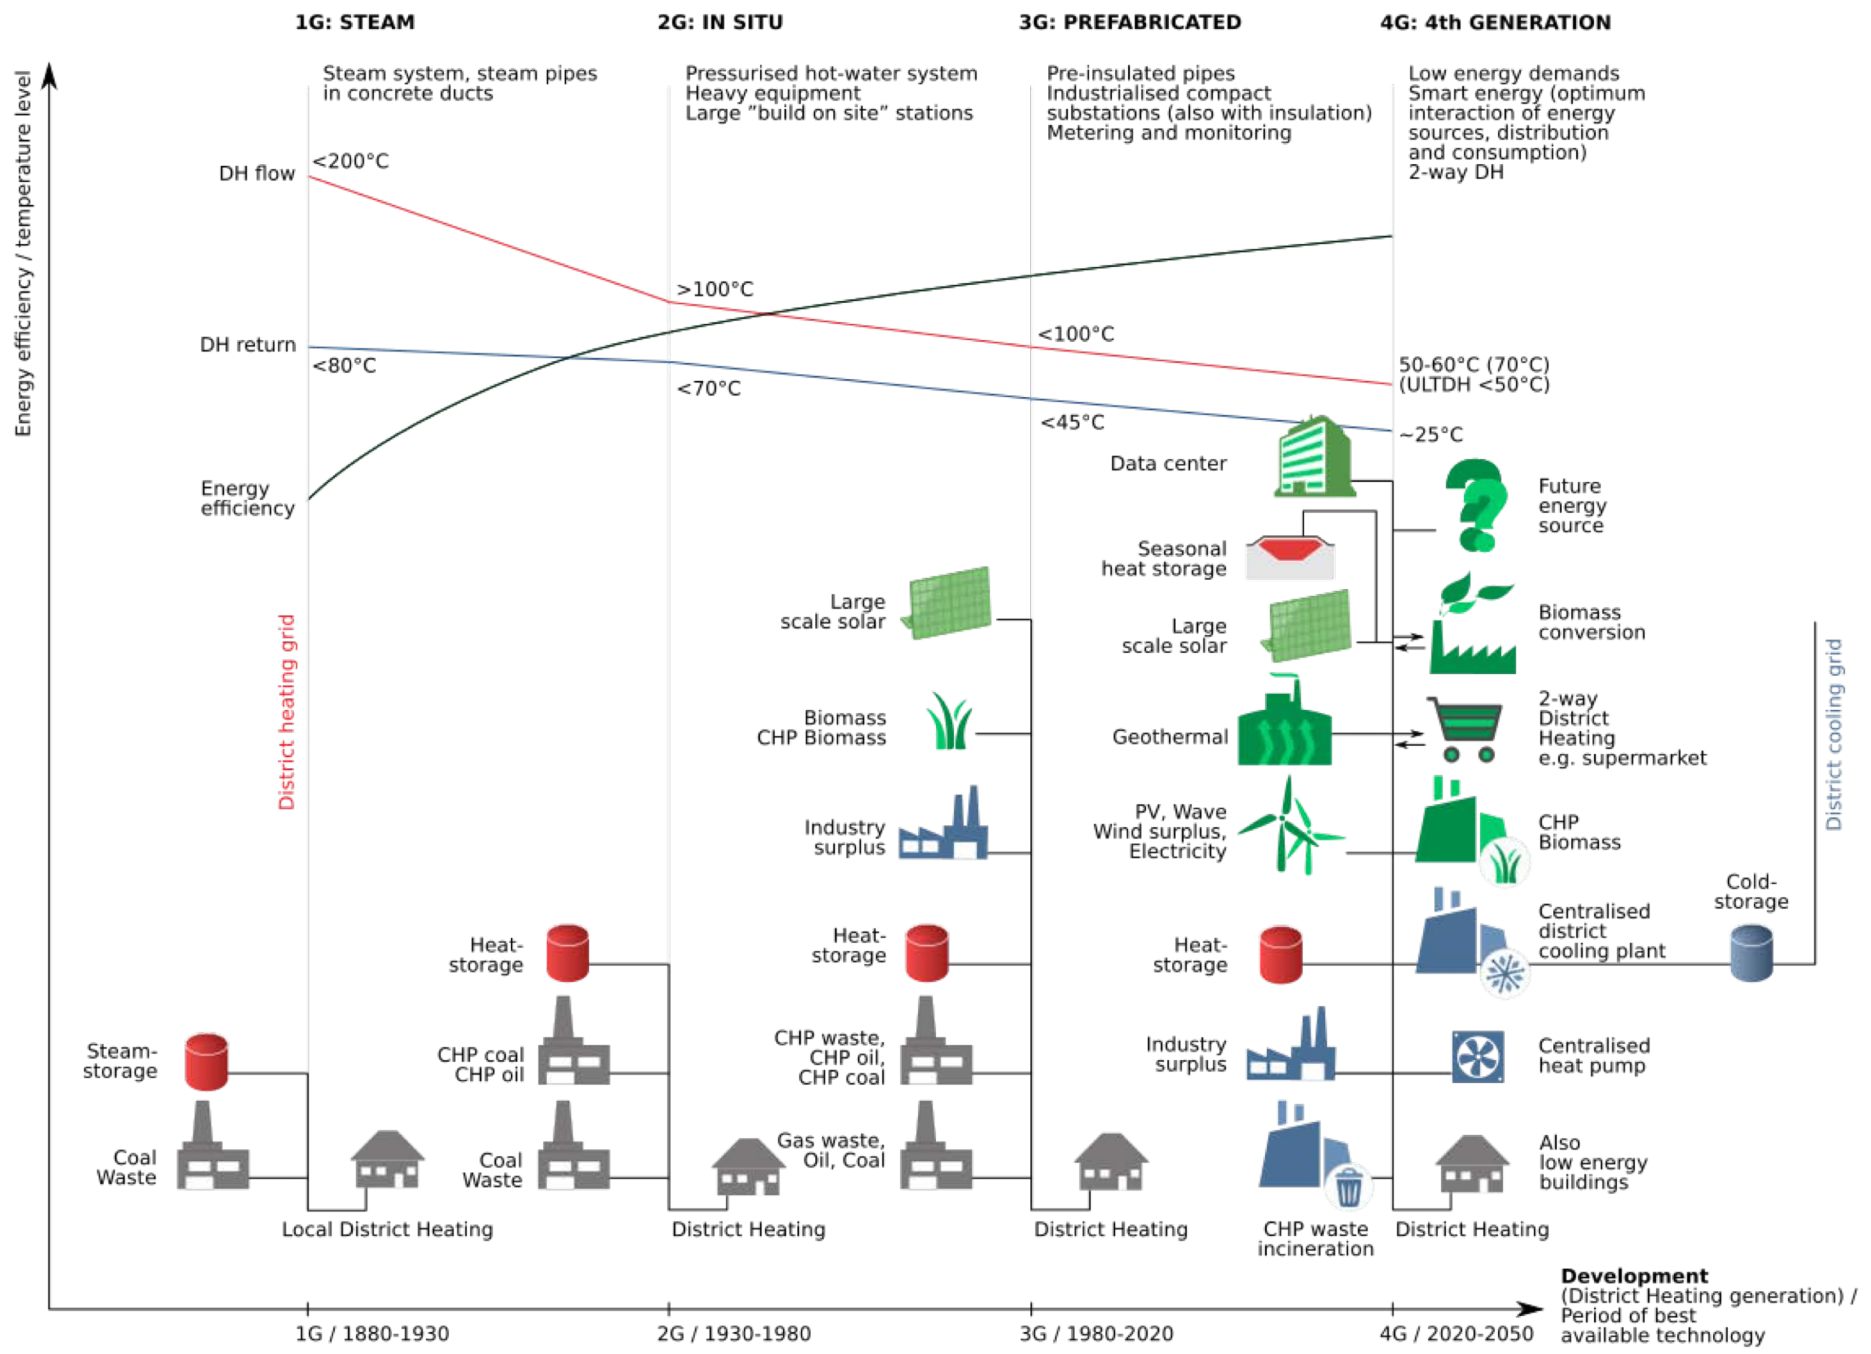 1G: STEAM
2G: IN SITU
3G: PREFABRICATED
4G: 4th GENERATION
Steam system, steam pipes
in concrete ducts
Pressurised hot-water system
Heavy equipment
Large ”build on site” stations
Pre-insulated pipes
Industrialised compact
substations (also with insulation)
Metering and monitoring
Low energy demands
Smart energy (optimum
interaction of energy
sources, distribution
and consumption)
2-way DH
Energy efficiency / temperature level
DH flow
<200°C
>100°C
<100°C
50-60°C (70°C)
(ULTDH <50°C)
DH return
<80°C
<70°C
<45°C
~25°C
Energy
efficiency
District heating grid
Data center
Future
energy
source
Seasonal
heat storage
Large
scale solar
Large
scale solar
Biomass
conversion
District cooling grid
Biomass
CHP Biomass
Geothermal
2-way
District
Heating
e.g. supermarket
Industry
surplus
PV, Wave
Wind surplus,
Electricity
CHP
Biomass
Heat-
storage
Heat-
storage
Heat-
storage
Centralised
district
cooling plant
Cold-
storage
Steam-
storage
CHP coal
CHP oil
CHP waste,
CHP oil,
CHP coal
Industry
surplus
Centralised
heat pump
Coal
Waste
Coal
Waste
Gas waste,
Oil, Coal
Also
low energy
buildings
Local District Heating
District Heating
District Heating
CHP waste
incineration
District Heating
Development
(District Heating generation) /
Period of best
available technology
1G / 1880-1930
2G / 1930-1980
3G / 1980-2020
4G / 2020-2050